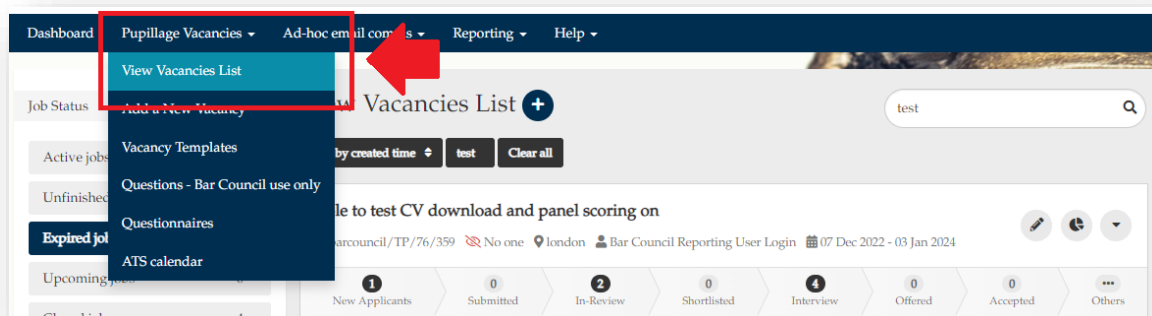 Dashboard Pupillage Vacancies Ad-hoc email s Reporting Help
View Vacancies List
Add a New Vacancy
Vacancy Templates
Questions - Bar Council use only
Questionnaires
ATS calendar
Job Status
Active jobs
Unfinished
Expired
Upcoming
w Vacancies List
test
by created time test Clear all
le to test CV download and panel scoring on
arcouncil/TP/76/359 No one london Bar Council Reporting User Login 07 Dec 2022 - 03 Jan 2024
1 0 2 0 4 0 0 •••
New Applicants Submitted In-Review Shortlisted Interview Offered Accepted Others